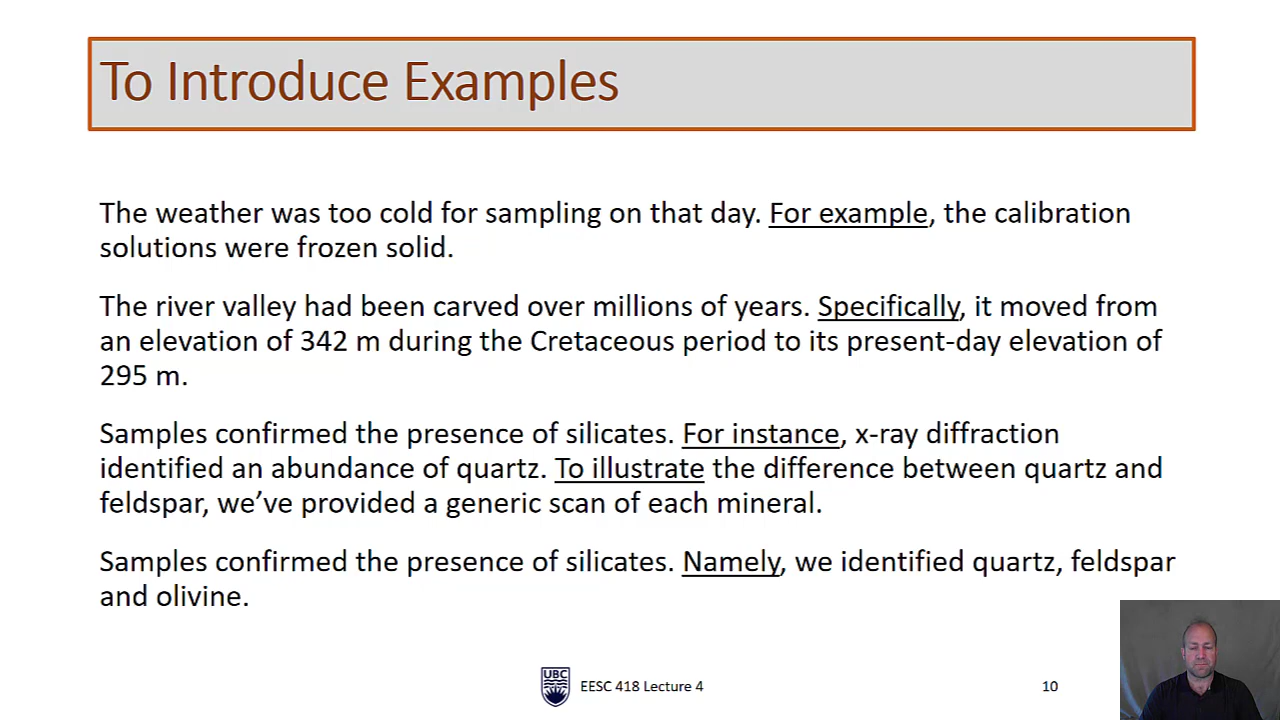 To Introduce Examples
The weather was too cold for sampling on that day. For example, the calibration
solutions were frozen solid.
The river valley had been carved over millions of years. Specifically, it moved from
an elevation of 342 m during the Cretaceous period to its present-day elevation of
295 m.
Samples confirmed the presence of silicates. For instance, x-ray diffraction
identified an abundance of quartz. To illustrate the difference between quartz and
feldspar, we’ve provided a generic scan of each mineral.
Samples confirmed the presence of silicates. Namely, we identified quartz, feldspar
and olivine.
UBC
EESC 418 Lecture 4
10